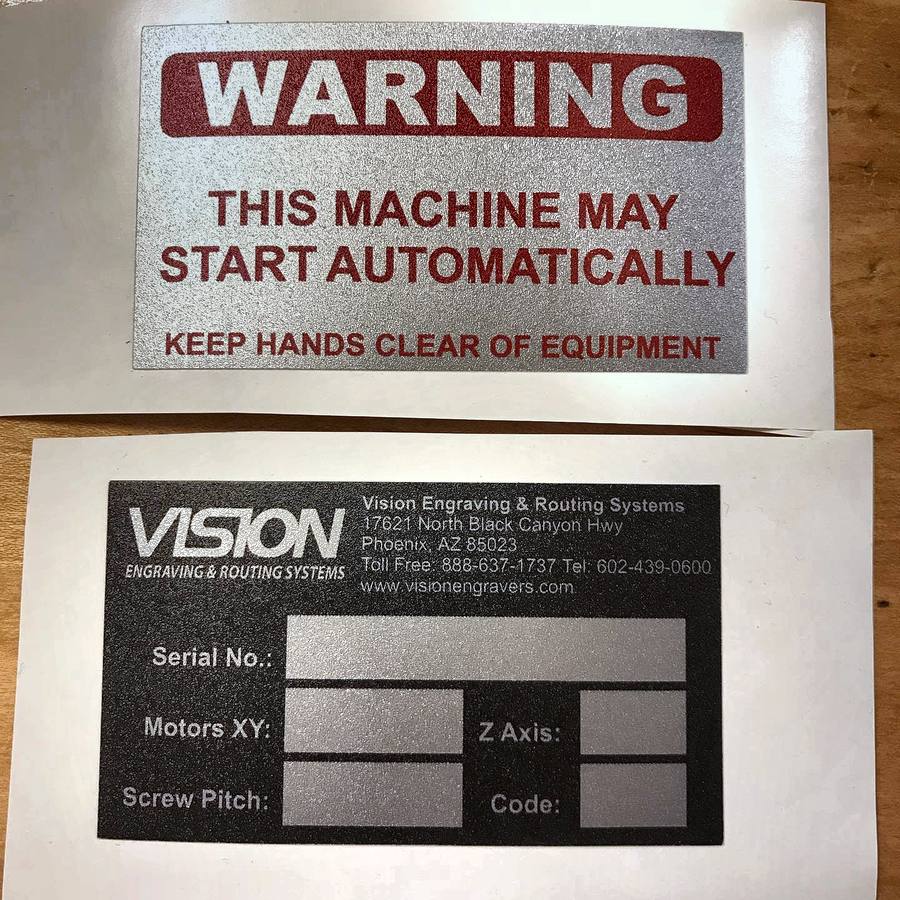 WARNING
THIS MACHINE MAY
START AUTOMATICALLY
KEEP HANDS CLEAR OF EQUIPMENT
VISION
ENGRAVING & ROUTING SYSTEMS
Vision Engraving & Routing Systems
17621 North Black Canyon Hwy
Phoenix, AZ 85023
Toll Free: 888-637-1737 Tel: 602-439-0600
www.visionengravers.com
Serial No.:
Motors XY:
Z Axis:
Screw Pitch:
Code: